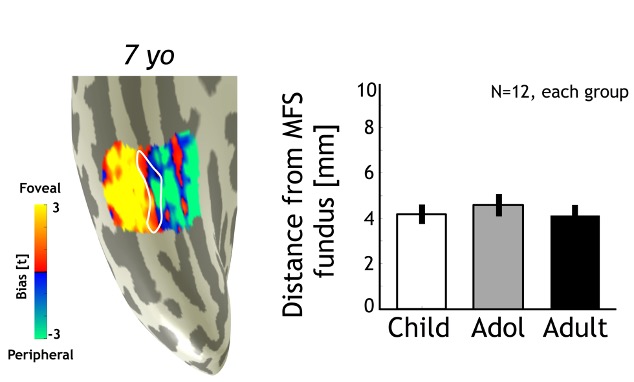 7 yo
Foveal
3
Bias [t]
-3
Peripheral
N=12, each group
Distance from MFS
fundus [mm]
10
8
6
4
2
0
Child Adol Adult